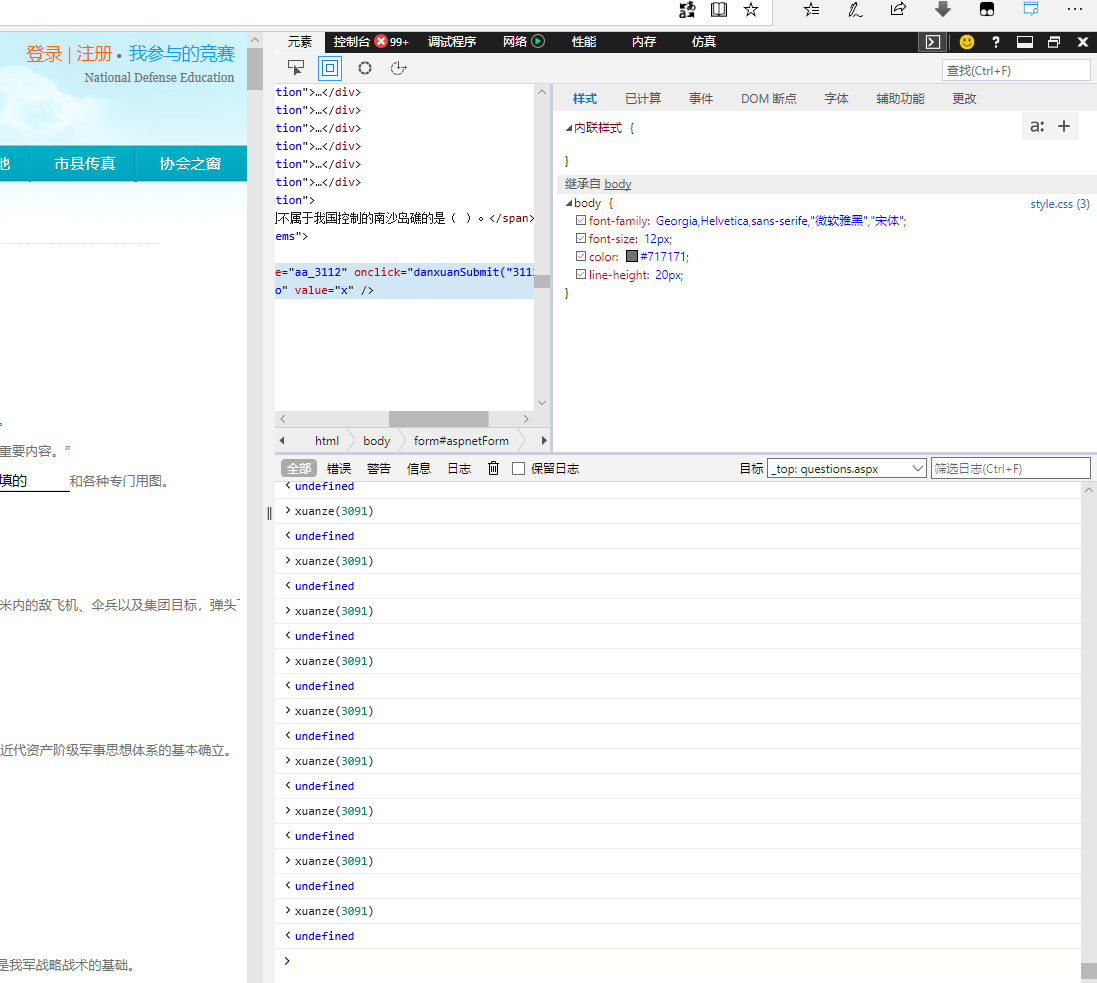 登录 | 注册 • 我参与的竞赛
National Defense Education
市县传真 协会之窗
重要内容。”
填的 和各种专门用图。
米内的敌飞机、伞兵以及集团目标，弹头
近代资产阶级军事思想体系的基本确立。
是我军战略战术的基础。
元素 控制台 99+ 调试程序 网络 性能 内存 仿真
查找(Ctrl+F)
tion">…</div>
tion">…</div>
tion">…</div>
tion">…</div>
tion">…</div>
tion">…</div>
tion">
不属于我国控制的南沙岛礁的是（ ）。</span>
ems">
e="aa_3112" onclick="danxuanSubmit("311
o" value="x" />
html body form#aspnetForm
样式 已计算 事件 DOM 断点 字体 辅助功能 更改
内联样式 {
a: +
}
继承自 body
body {
style.css (3)
font-family: Georgia,Helvetica,sans-serife,"微软雅黑","宋体";
font-size: 12px;
color: #717171;
line-height: 20px;
}
全部 错误 警告 信息 日志 保留日志 目标 _top: questions.aspx 筛选日志(Ctrl+F)
undefined
xuanze(3091)
undefined
xuanze(3091)
undefined
xuanze(3091)
undefined
xuanze(3091)
undefined
xuanze(3091)
undefined
xuanze(3091)
undefined
xuanze(3091)
undefined
xuanze(3091)
undefined
xuanze(3091)
undefined